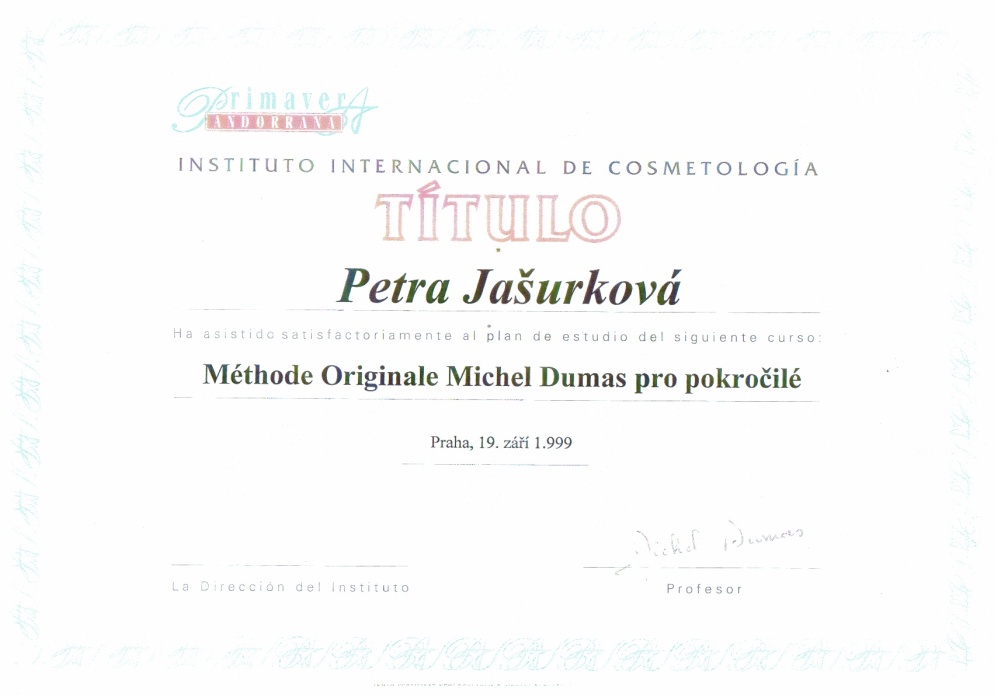 Primavera
ANDORRANA
INSTITUTO INTERNACIONAL DE COSMETOLOGÍA
TÍTULO
Petra Jašurková
Ha asistido satisfactoriamente al plan de estudio del siguiente curso:
Méthode Originale Michel Dumas pro pokročilé
Praha, 19. září 1.999
Michel Dumas
La Dirección del Instituto
Profesor